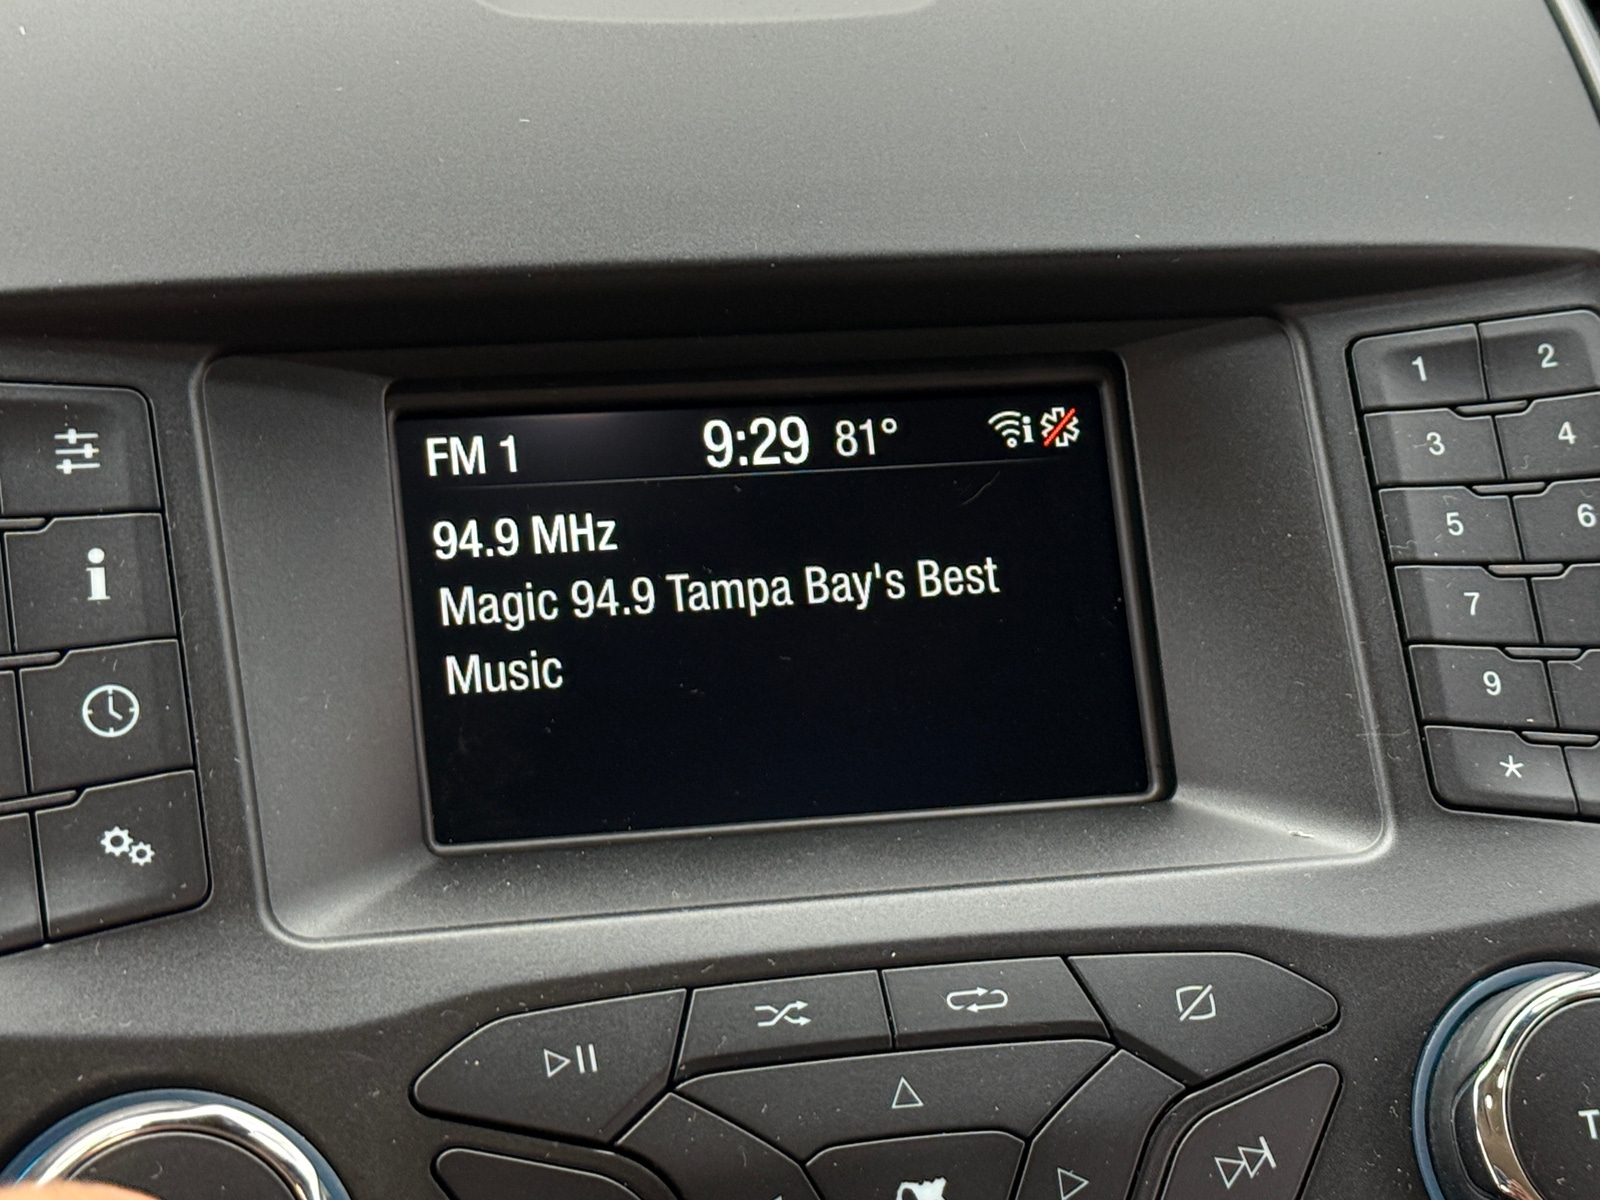 FM 1 9:29 81°
94.9 MHz
Magic 94.9 Tampa Bay's Best
Music
1 2
3 4
5 6
7
9
*
i